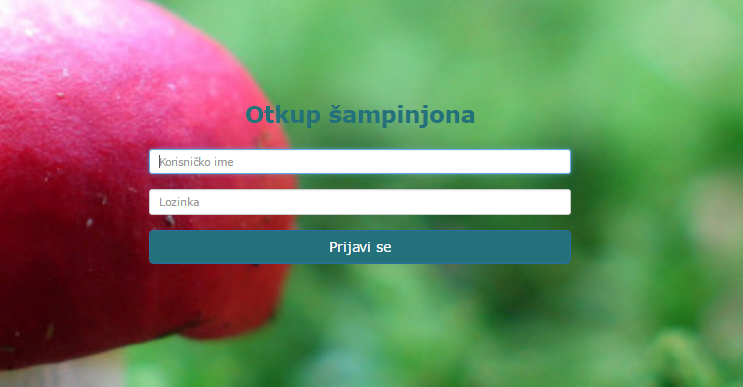 Otkup šampinjona
Korisničko ime
Lozinka
Prijavi se